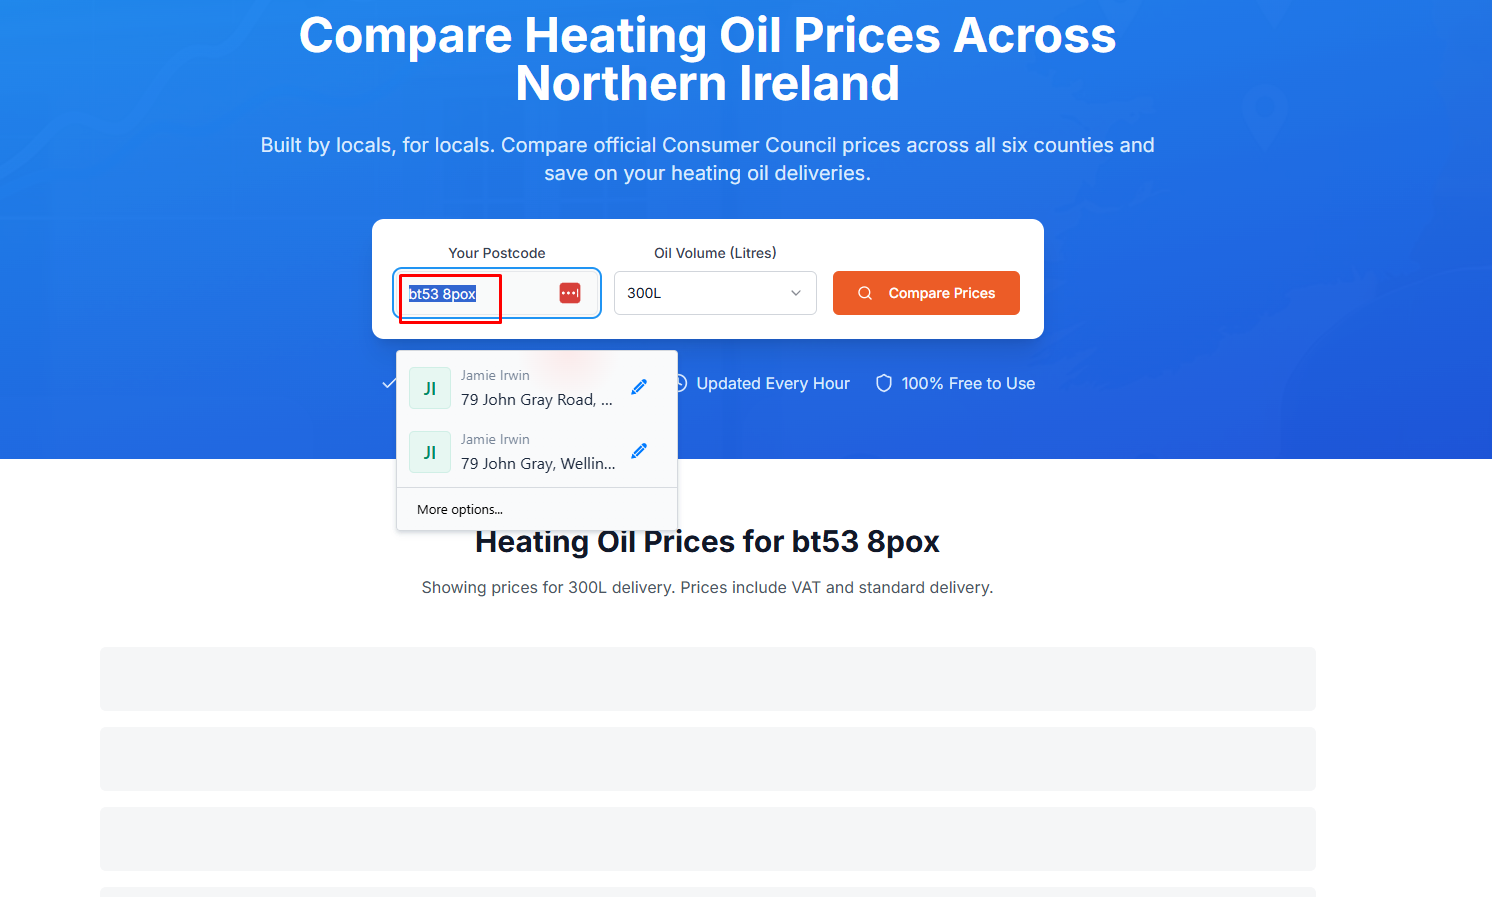 Compare Heating Oil Prices Across
Northern Ireland
Built by locals, for locals. Compare official Consumer Council prices across all six counties and
save on your heating oil deliveries.
Your Postcode
Oil Volume (Litres)
bt53 8pox
300L
Compare Prices
Jamie Irwin
79 John Gray Road, ...
Jamie Irwin
79 John Gray, Wellin...
More options...
Updated Every Hour
100% Free to Use
Heating Oil Prices for bt53 8pox
Showing prices for 300L delivery. Prices include VAT and standard delivery.